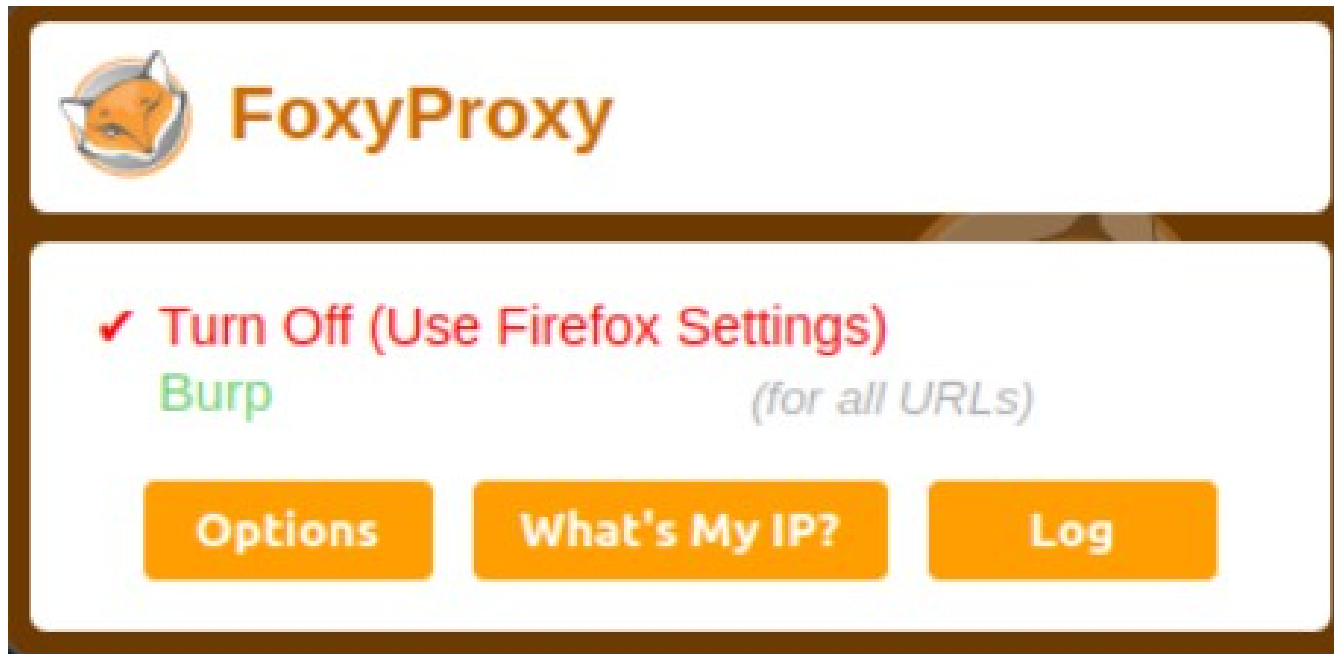 FoxyProxy
✔ Turn Off (Use Firefox Settings)
Burp (for all URLs)
Options What's My IP? Log